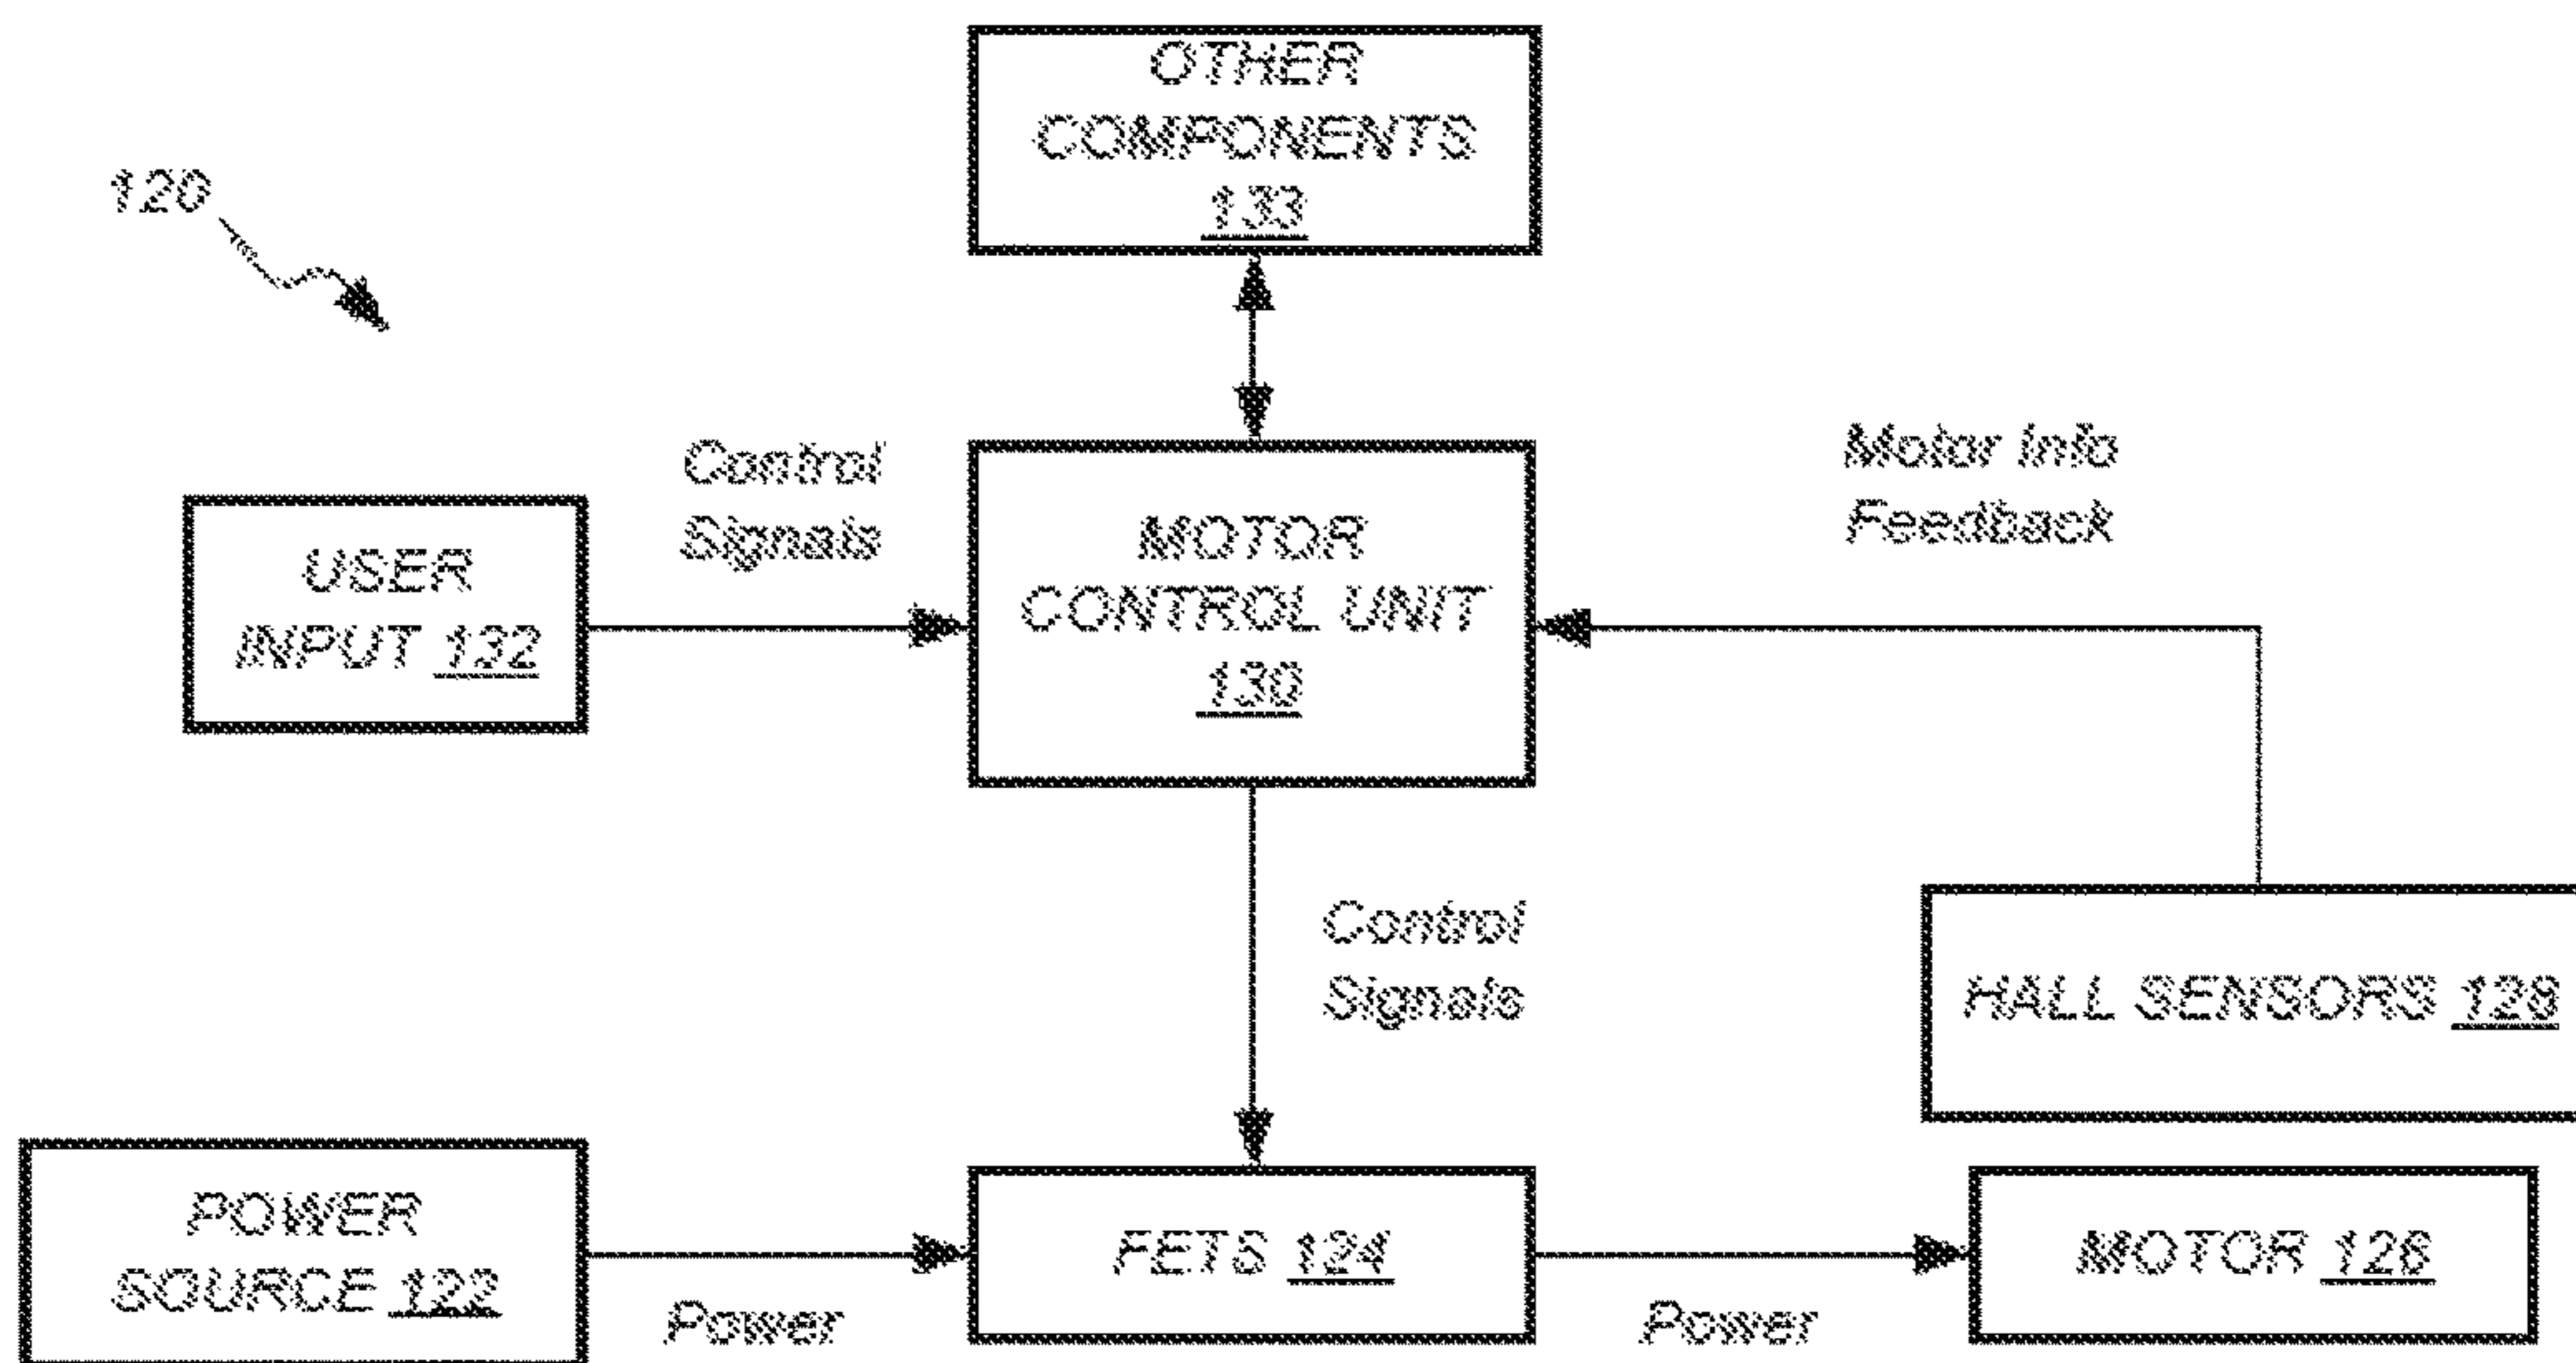 OTHER
COMPONENTS
133
120
Control
Signals
Motor Info
Feedback
USER
INPUT 132
MOTOR
CONTROL UNIT
130
Control
Signals
HALL SENSORS 128
POWER
SOURCE 122
Power
FETS 124
Power
MOTOR 126